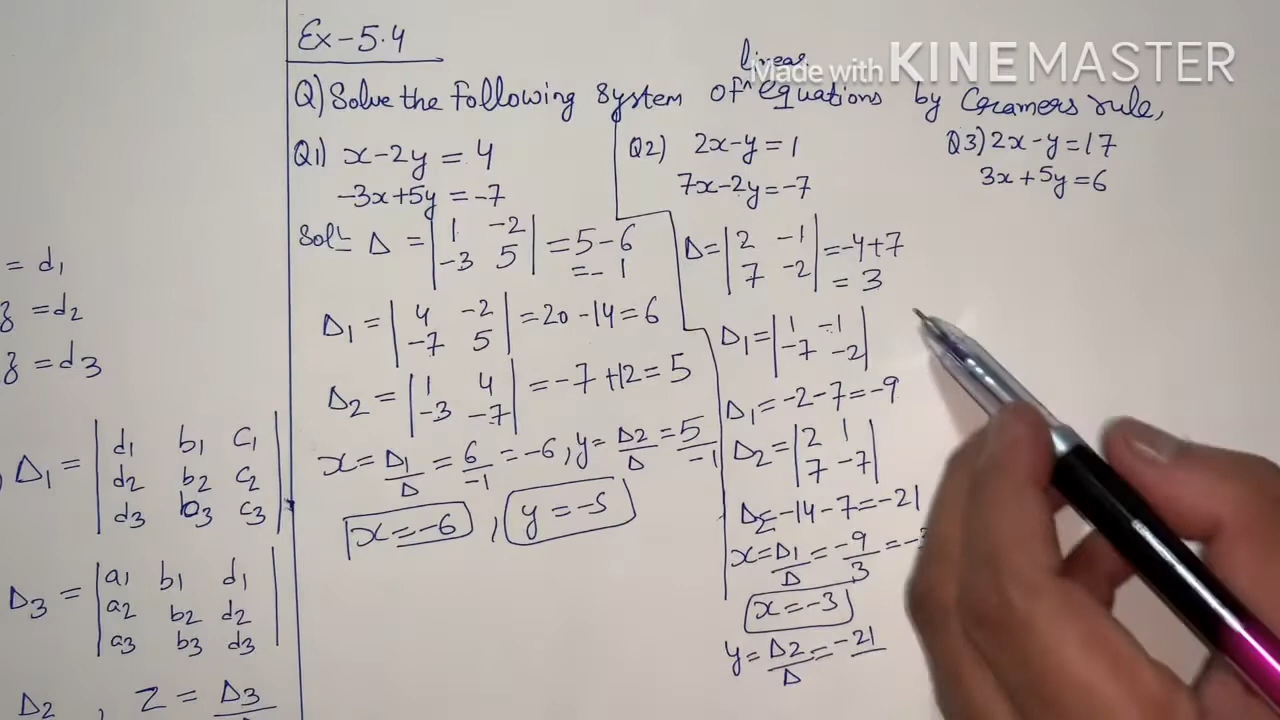 Ex-5.4
Made with KINEMASTER
linear
Q) Solve the Following System of ^ equations by Cramers rule,
Q1) x-2y = 4
-3x+5y = -7
Sol:-
Δ = | 1 -2 | = 5-6
| -3 5 | = -1
Δ1 = | 4 -2 | = 20-14 = 6
| -7 5 |
Δ2 = | 1 4 | = -7+12 = 5
| -3 -7 |
x = Δ1/Δ = 6/-1 = -6, y = Δ2/Δ = 5/-1
x = -6, y = -5
Q2) 2x-y = 1
7x-2y = -7
Δ = | 2 -1 | = -4+7
| 7 -2 | = 3
Δ1 = | 1 -1 |
| -7 -2 |
Δ1 = -2-7 = -9
Δ2 = | 2 1 |
| 7 -7 |
Δ2 = -14-7 = -21
x = Δ1/Δ = -9/3 = -3
x = -3
y = Δ2/Δ = -21
Q3) 2x-y = 17
3x+5y = 6
= d1
z = d2
z = d3
Δ1 = | d1 b1 c1 |
| d2 b2 c2 |
| d3 b3 c3 |
Δ3 = | a1 b1 d1 |
| a2 b2 d2 |
| a3 b3 d3 |
Δ2 , Z = Δ3